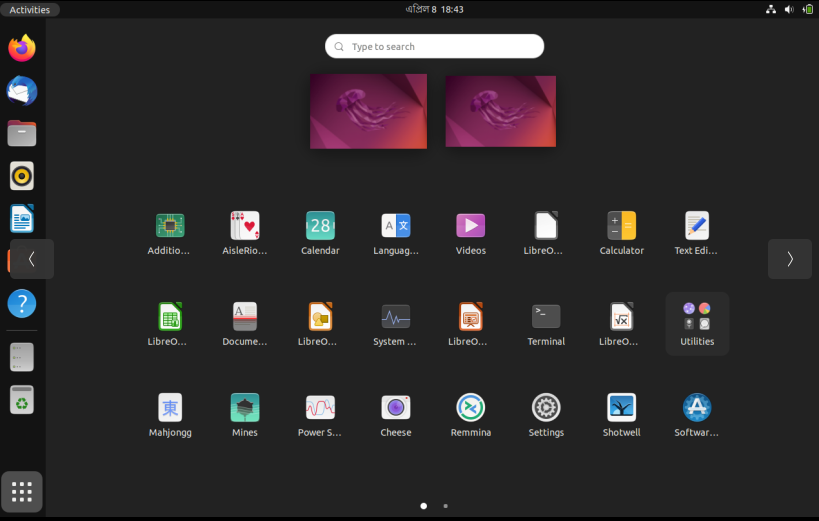 Activities
এপ্রিল 8 18:43
Type to search
Additio...
AisleRio...
28
Calendar
Languag...
Videos
LibreO...
Calculator
Text Edi...
LibreO...
Docume...
LibreO...
System ...
LibreO...
Terminal
LibreO...
Utilities
Mahjongg
Mines
Power S...
Cheese
Remmina
Settings
Shotwell
Softwar...